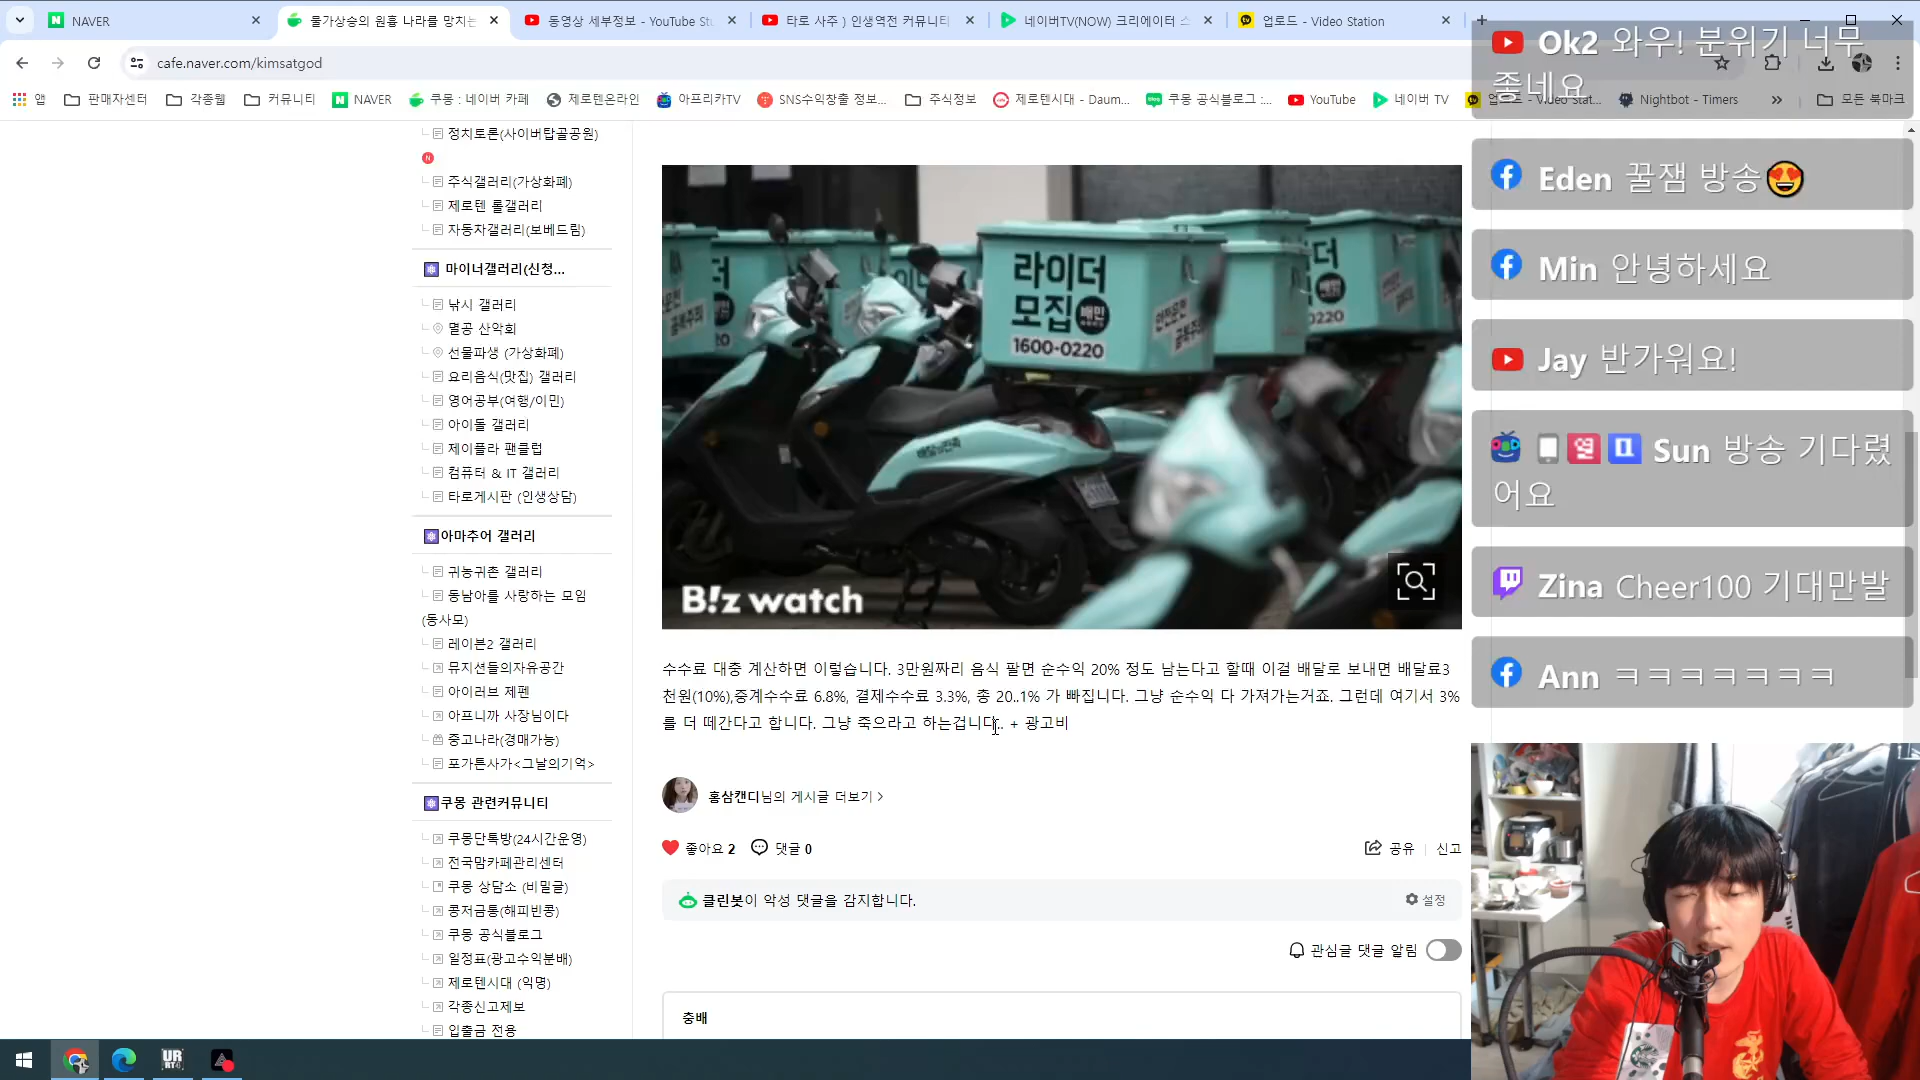 NAVER
물가상승의 원흉 나라를 망치는
동영상 세부정보 - YouTube Stu
타로 사주 ) 인생역전 커뮤니티
네이버TV(NOW) 크리에이터 스
업로드 - Video Station
cafe.naver.com/kimsatgod
앱
판매자센터
각종웹
커뮤니티
NAVER
쿠몽 : 네이버 카페
제로텐온라인
아프리카TV
SNS수익창출 정보...
주식정보
제로텐시대 - Daum...
쿠몽 공식블로그 :...
YouTube
네이버 TV
업로드 - Video Stat...
Nightbot - Timers
모든 북마크
정치토론(사이버탑골공원)
N
주식갤러리(가상화폐)
제로텐 롤갤러리
자동차갤러리(보베드림)
마이너갤러리(신청...
낚시 갤러리
멸공 산악회
선물파생 (가상화폐)
요리음식(맛집) 갤러리
영어공부(여행/이민)
아이돌 갤러리
제이플라 팬클럽
컴퓨터 & IT 갤러리
타로게시판 (인생상담)
아마추어 갤러리
귀농귀촌 갤러리
동남아를 사랑하는 모임
(동사모)
레이븐2 갤러리
뮤지션들의자유공간
아이러브 제펜
아프니까 사장님이다
중고나라(경매가능)
포가튼사가<그날의기억>
쿠몽 관련커뮤니티
쿠몽단톡방(24시간운영)
전국맘카페관리센터
쿠몽 상담소 (비밀글)
콩저금통(해피빈콩)
쿠몽 공식블로그
일정표(광고수익분배)
제로텐시대 (익명)
각종신고제보
입출금 전용
라이더
모집 배민
1600-0220
B!z watch
수수료 대충 계산하면 이렇습니다. 3만원짜리 음식 팔면 순수익 20% 정도 남는다고 할때 이걸 배달로 보내면 배달료3
천원(10%),중계수수료 6.8%, 결제수수료 3.3%, 총 20..1% 가 빠집니다. 그냥 순수익 다 가져가는거죠. 그런데 여기서 3%
를 더 떼간다고 합니다. 그냥 죽으라고 하는겁니다.. + 광고비
홍삼캔디님의 게시글 더보기 >
좋아요 2
댓글 0
공유
신고
클린봇이 악성 댓글을 감지합니다.
설정
관심글 댓글 알림
충배
Ok2 와우! 분위기 너무
좋네요
Eden 꿀잼 방송
Min 안녕하세요
Jay 반가워요!
열 Sun 방송 기다렸
어요
Zina Cheer100 기대만발
Ann ㅋㅋㅋㅋㅋㅋㅋ
UR